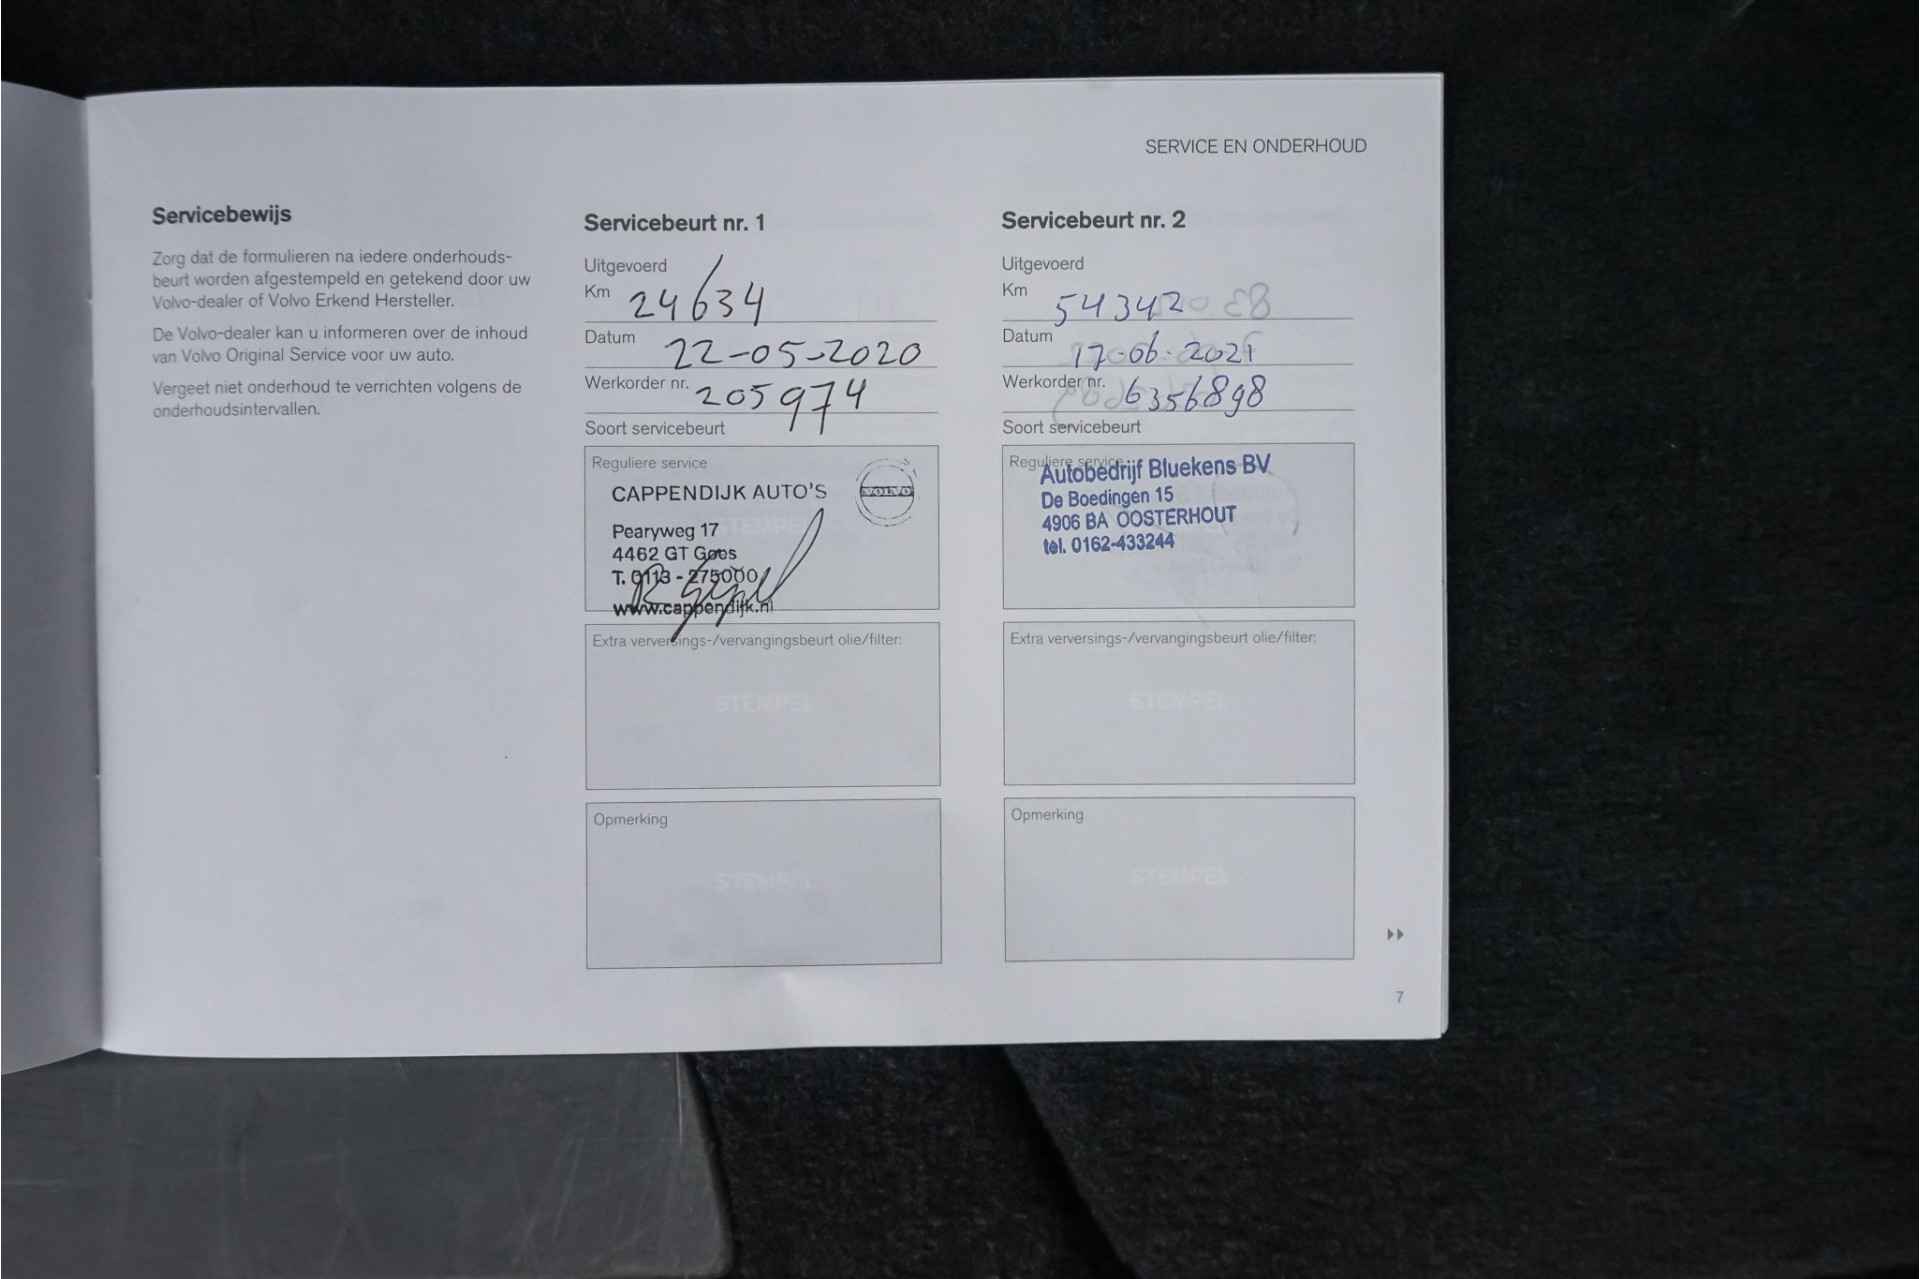 SERVICE EN ONDERHOUD
Servicebewijs
Zorg dat de formulieren na iedere onderhouds-
beurt worden afgestempeld en getekend door uw
Volvo-dealer of Volvo Erkend Hersteller.
De Volvo-dealer kan u informeren over de inhoud
van Volvo Original Service voor uw auto.
Vergeet niet onderhoud te verrichten volgens de
onderhoudsintervallen.
Servicebeurt nr. 1
Uitgevoerd
Km 24634
Datum 22-05-2020
Werkorder nr. 205974
Soort servicebeurt
Reguliere service
CAPPENDIJK AUTO'S
VOLVO
Pearyweg 17
4462 GT Goes
T. 0113 - 275000
www.cappendijk.nl
Extra verversings-/vervangingsbeurt olie/filter:
STEMPEL
Opmerking
STEMPEL
Servicebeurt nr. 2
Uitgevoerd
Km 54342
Datum 17-06-2021
Werkorder nr. 6356898
Soort servicebeurt
Reguliere service
Autobedrijf Bluekens BV
De Boedingen 15
4906 BA OOSTERHOUT
tel. 0162-433244
Extra verversings-/vervangingsbeurt olie/filter:
STEMPEL
Opmerking
STEMPEL
7